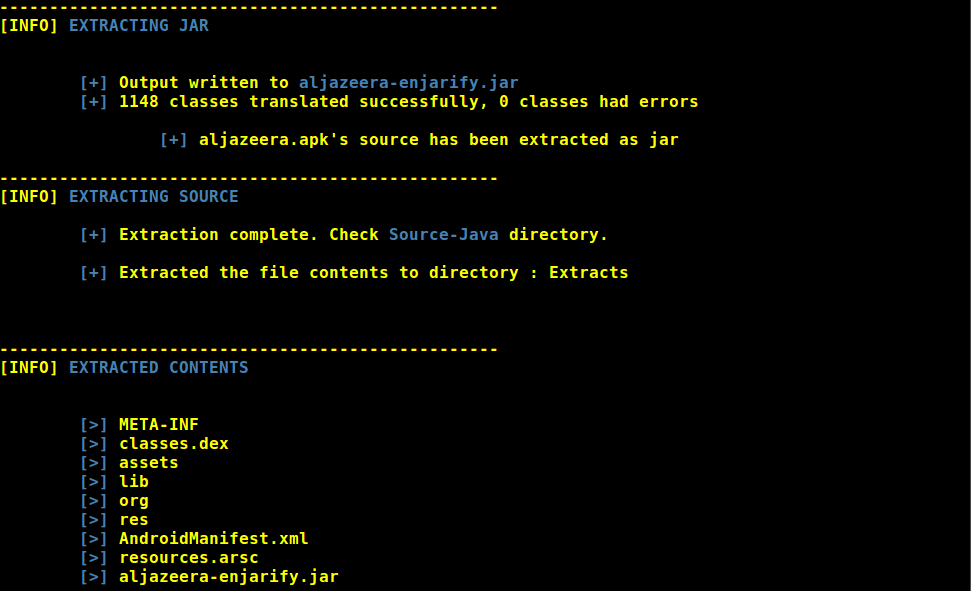 --------------------------------------------------
[INFO] EXTRACTING JAR
[+] Output written to aljazeera-enjarify.jar
[+] 1148 classes translated successfully, 0 classes had errors
[+] aljazeera.apk's source has been extracted as jar
--------------------------------------------------
[INFO] EXTRACTING SOURCE
[+] Extraction complete. Check Source-Java directory.
[+] Extracted the file contents to directory : Extracts
--------------------------------------------------
[INFO] EXTRACTED CONTENTS
[>] META-INF
[>] classes.dex
[>] assets
[>] lib
[>] org
[>] res
[>] AndroidManifest.xml
[>] resources.arsc
[>] aljazeera-enjarify.jar